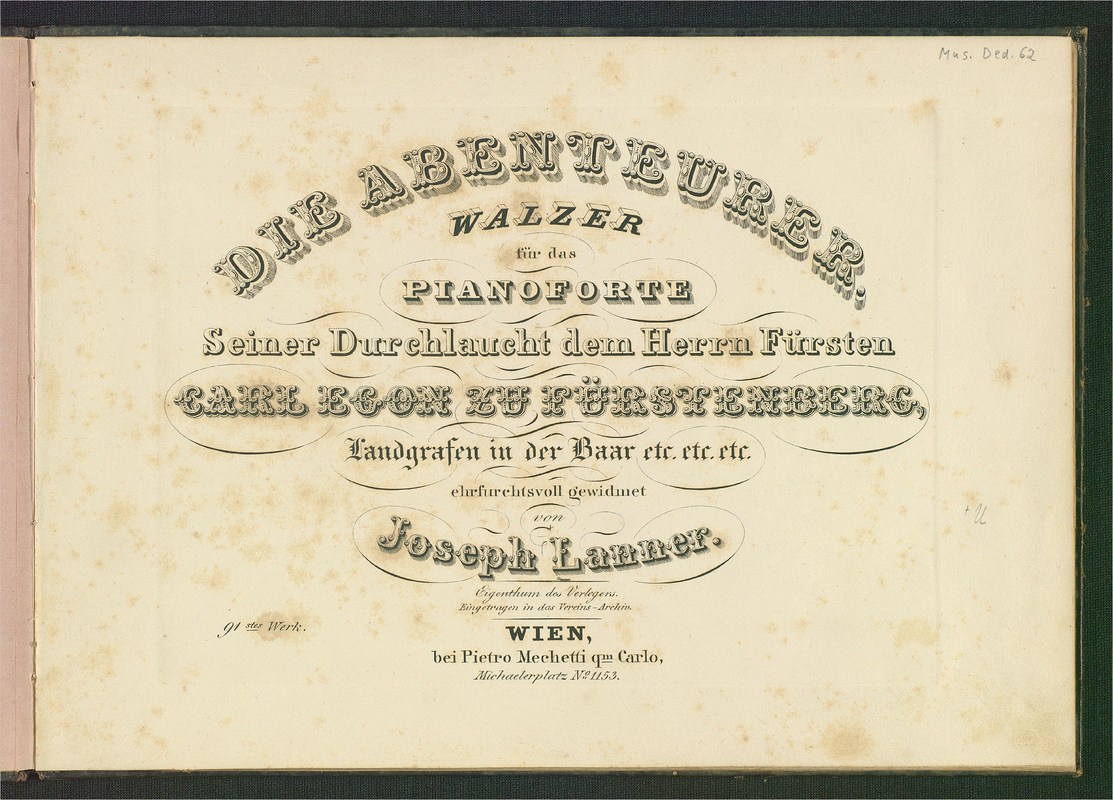 Mus. Ded. 62
DIE ABENTEURER.
WALZER
für das
PIANOFORTE
Seiner Durchlaucht dem Herrn Fürsten
CARL EGON ZU FÜRSTENBERG,
Landgrafen in der Baar etc. etc. etc.
ehrfurchtsvoll gewidmet
von
Joseph Lanner.
Eigenthum des Verlegers.
Eingetragen in das Vereins-Archiv.
91stes Werk.
WIEN,
bei Pietro Mechetti qm Carlo,
Michaelerplatz No 1153.